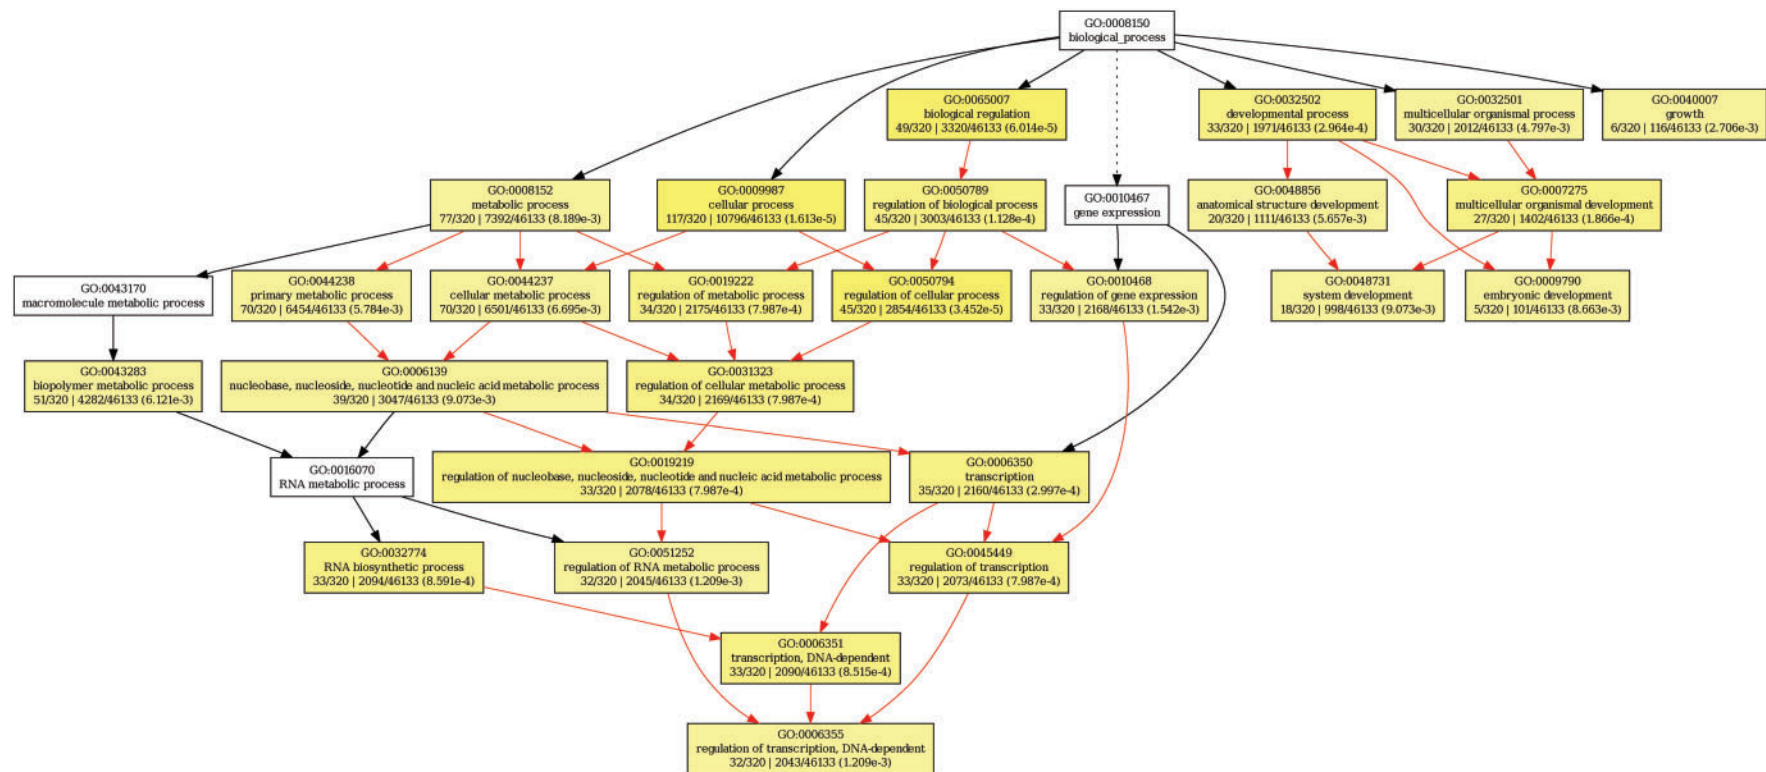 GO:0008150
biological_process
GO:0065007
biological regulation
49/320 | 3320/46133 (6.014e-5)
GO:0032502
developmental process
33/320 | 1971/46133 (2.964e-4)
GO:0032501
multicellular organismal process
30/320 | 2012/46133 (4.797e-3)
GO:0040007
growth
6/320 | 116/46133 (2.706e-3)
GO:0008152
metabolic process
77/320 | 7392/46133 (8.189e-3)
GO:0009987
cellular process
117/320 | 10796/46133 (1.613e-5)
GO:0050789
regulation of biological process
45/320 | 3003/46133 (1.128e-4)
GO:0010467
gene expression
GO:0048856
anatomical structure development
20/320 | 1111/46133 (5.657e-3)
GO:0007275
multicellular organismal development
27/320 | 1402/46133 (1.866e-4)
GO:0043170
macromolecule metabolic process
GO:0044238
primary metabolic process
70/320 | 6454/46133 (5.784e-3)
GO:0044237
cellular metabolic process
70/320 | 6501/46133 (6.695e-3)
GO:0019222
regulation of metabolic process
34/320 | 2175/46133 (7.987e-4)
GO:0050794
regulation of cellular process
45/320 | 2854/46133 (3.452e-5)
GO:0010468
regulation of gene expression
33/320 | 2168/46133 (1.542e-3)
GO:0048731
system development
18/320 | 998/46133 (9.073e-3)
GO:0009790
embryonic development
5/320 | 101/46133 (8.663e-3)
GO:0043283
biopolymer metabolic process
51/320 | 4282/46133 (6.121e-3)
GO:0006139
nucleobase, nucleoside, nucleotide and nucleic acid metabolic process
39/320 | 3047/46133 (9.073e-3)
GO:0031323
regulation of cellular metabolic process
34/320 | 2169/46133 (7.987e-4)
GO:0016070
RNA metabolic process
GO:0019219
regulation of nucleobase, nucleoside, nucleotide and nucleic acid metabolic process
33/320 | 2078/46133 (7.987e-4)
GO:0006350
transcription
35/320 | 2160/46133 (2.997e-4)
GO:0032774
RNA biosynthetic process
33/320 | 2094/46133 (8.591e-4)
GO:0051252
regulation of RNA metabolic process
32/320 | 2045/46133 (1.209e-3)
GO:0045449
regulation of transcription
33/320 | 2073/46133 (7.987e-4)
GO:0006351
transcription, DNA-dependent
33/320 | 2090/46133 (8.515e-4)
GO:0006355
regulation of transcription, DNA-dependent
32/320 | 2043/46133 (1.209e-3)